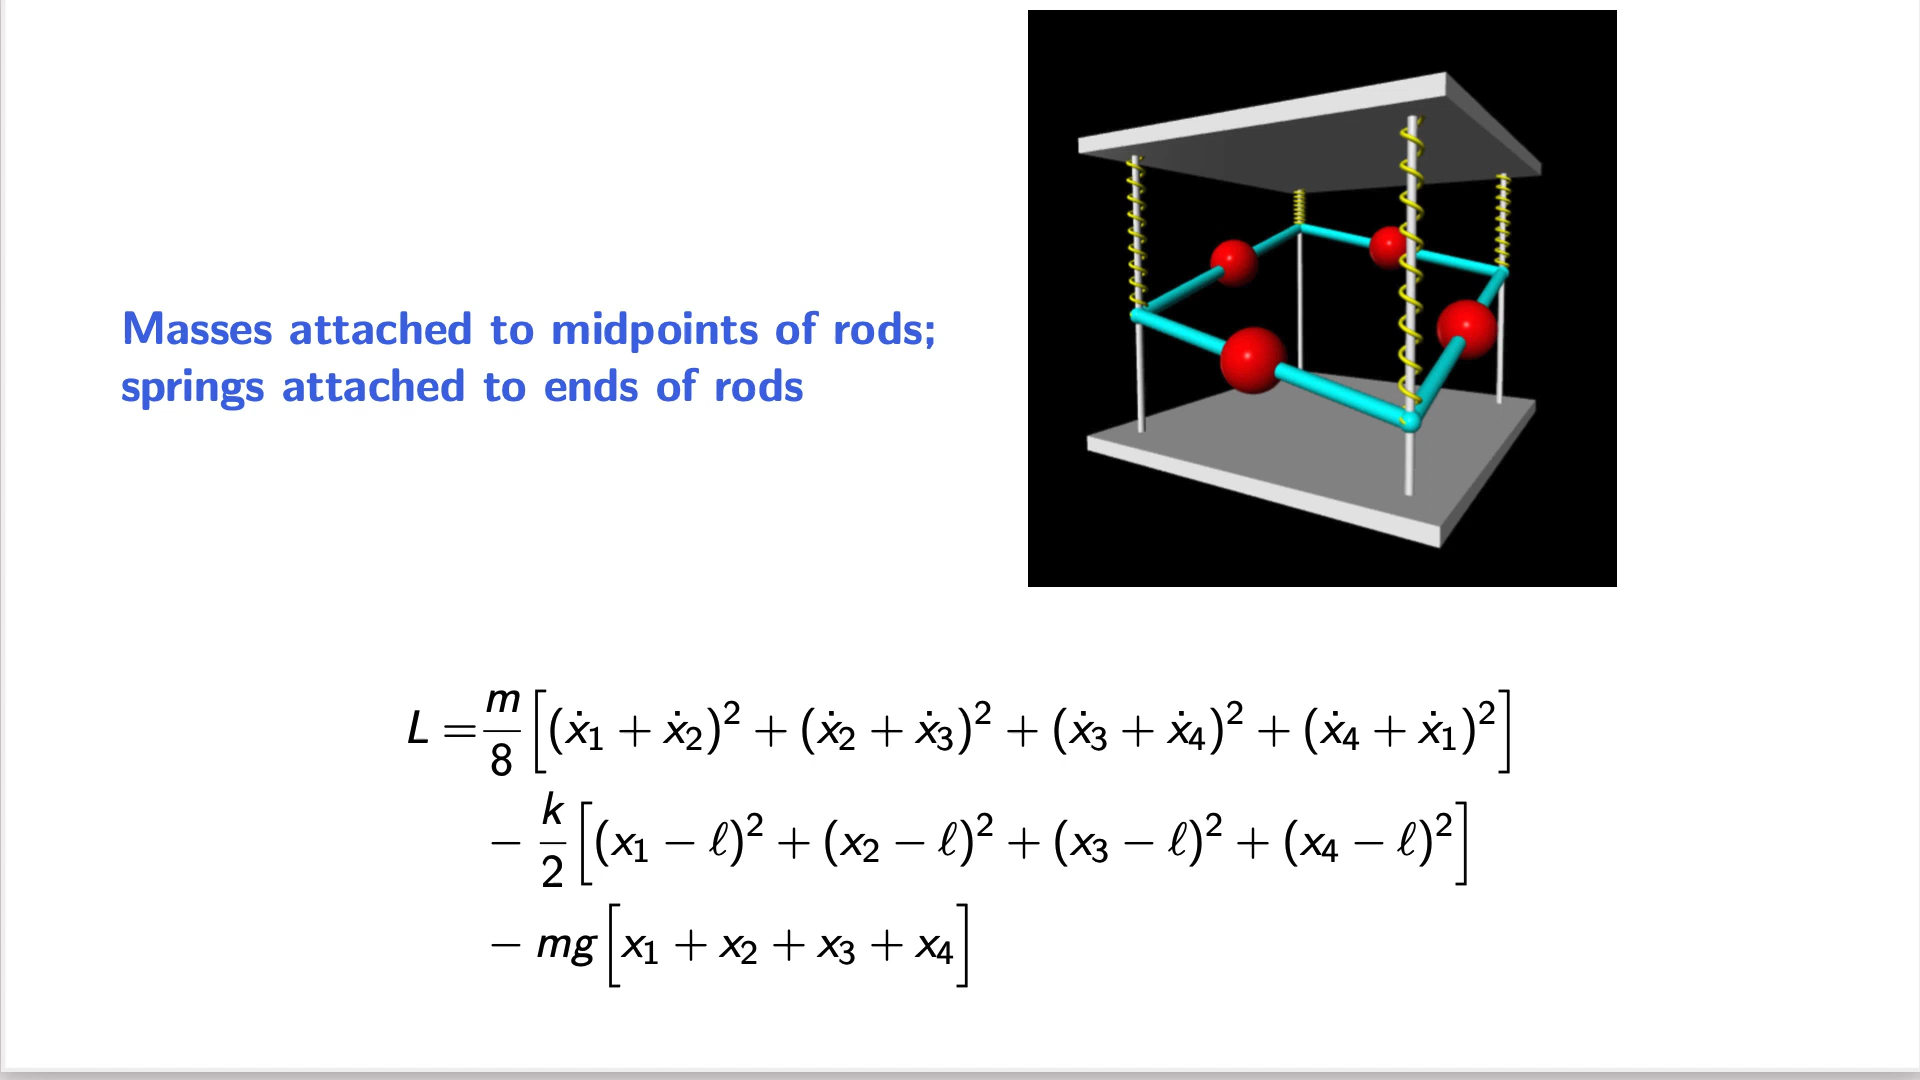 Masses attached to midpoints of rods;
springs attached to ends of rods
L = m/8 [(ẋ₁ + ẋ₂)² + (ẋ₂ + ẋ₃)² + (ẋ₃ + ẋ₄)² + (ẋ₄ + ẋ₁)²]
− k/2 [(x₁ − ℓ)² + (x₂ − ℓ)² + (x₃ − ℓ)² + (x₄ − ℓ)²]
− mg[x₁ + x₂ + x₃ + x₄]